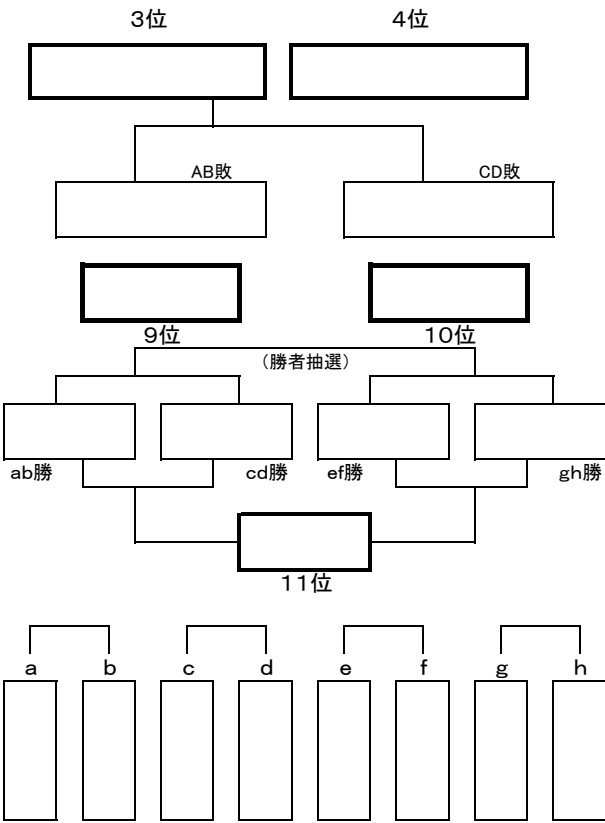 ３位 ４位
AB敗 CD敗
９位 １０位
（勝者抽選）
ab勝 cd勝 ef勝 gh勝
１１位
a b c d e f g h